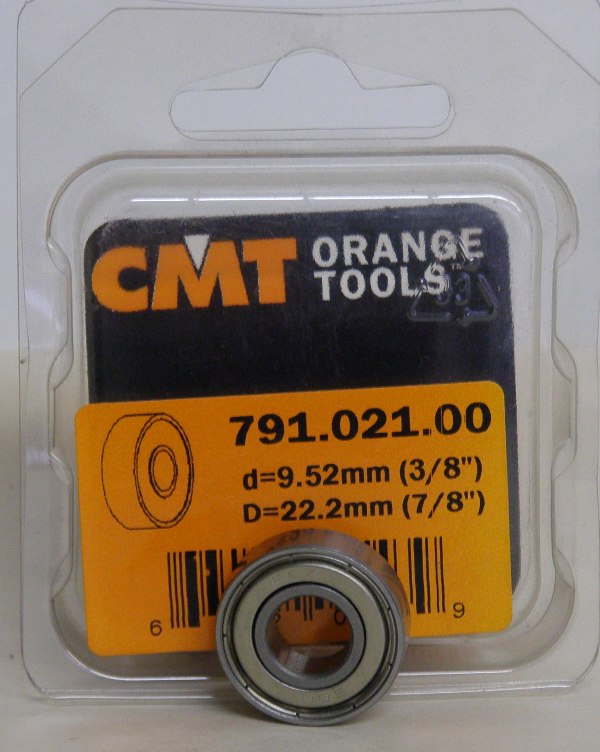 CMT ORANGE
TOOLS
791.021.00
d=9.52mm (3/8")
D=22.2mm (7/8")
6 9